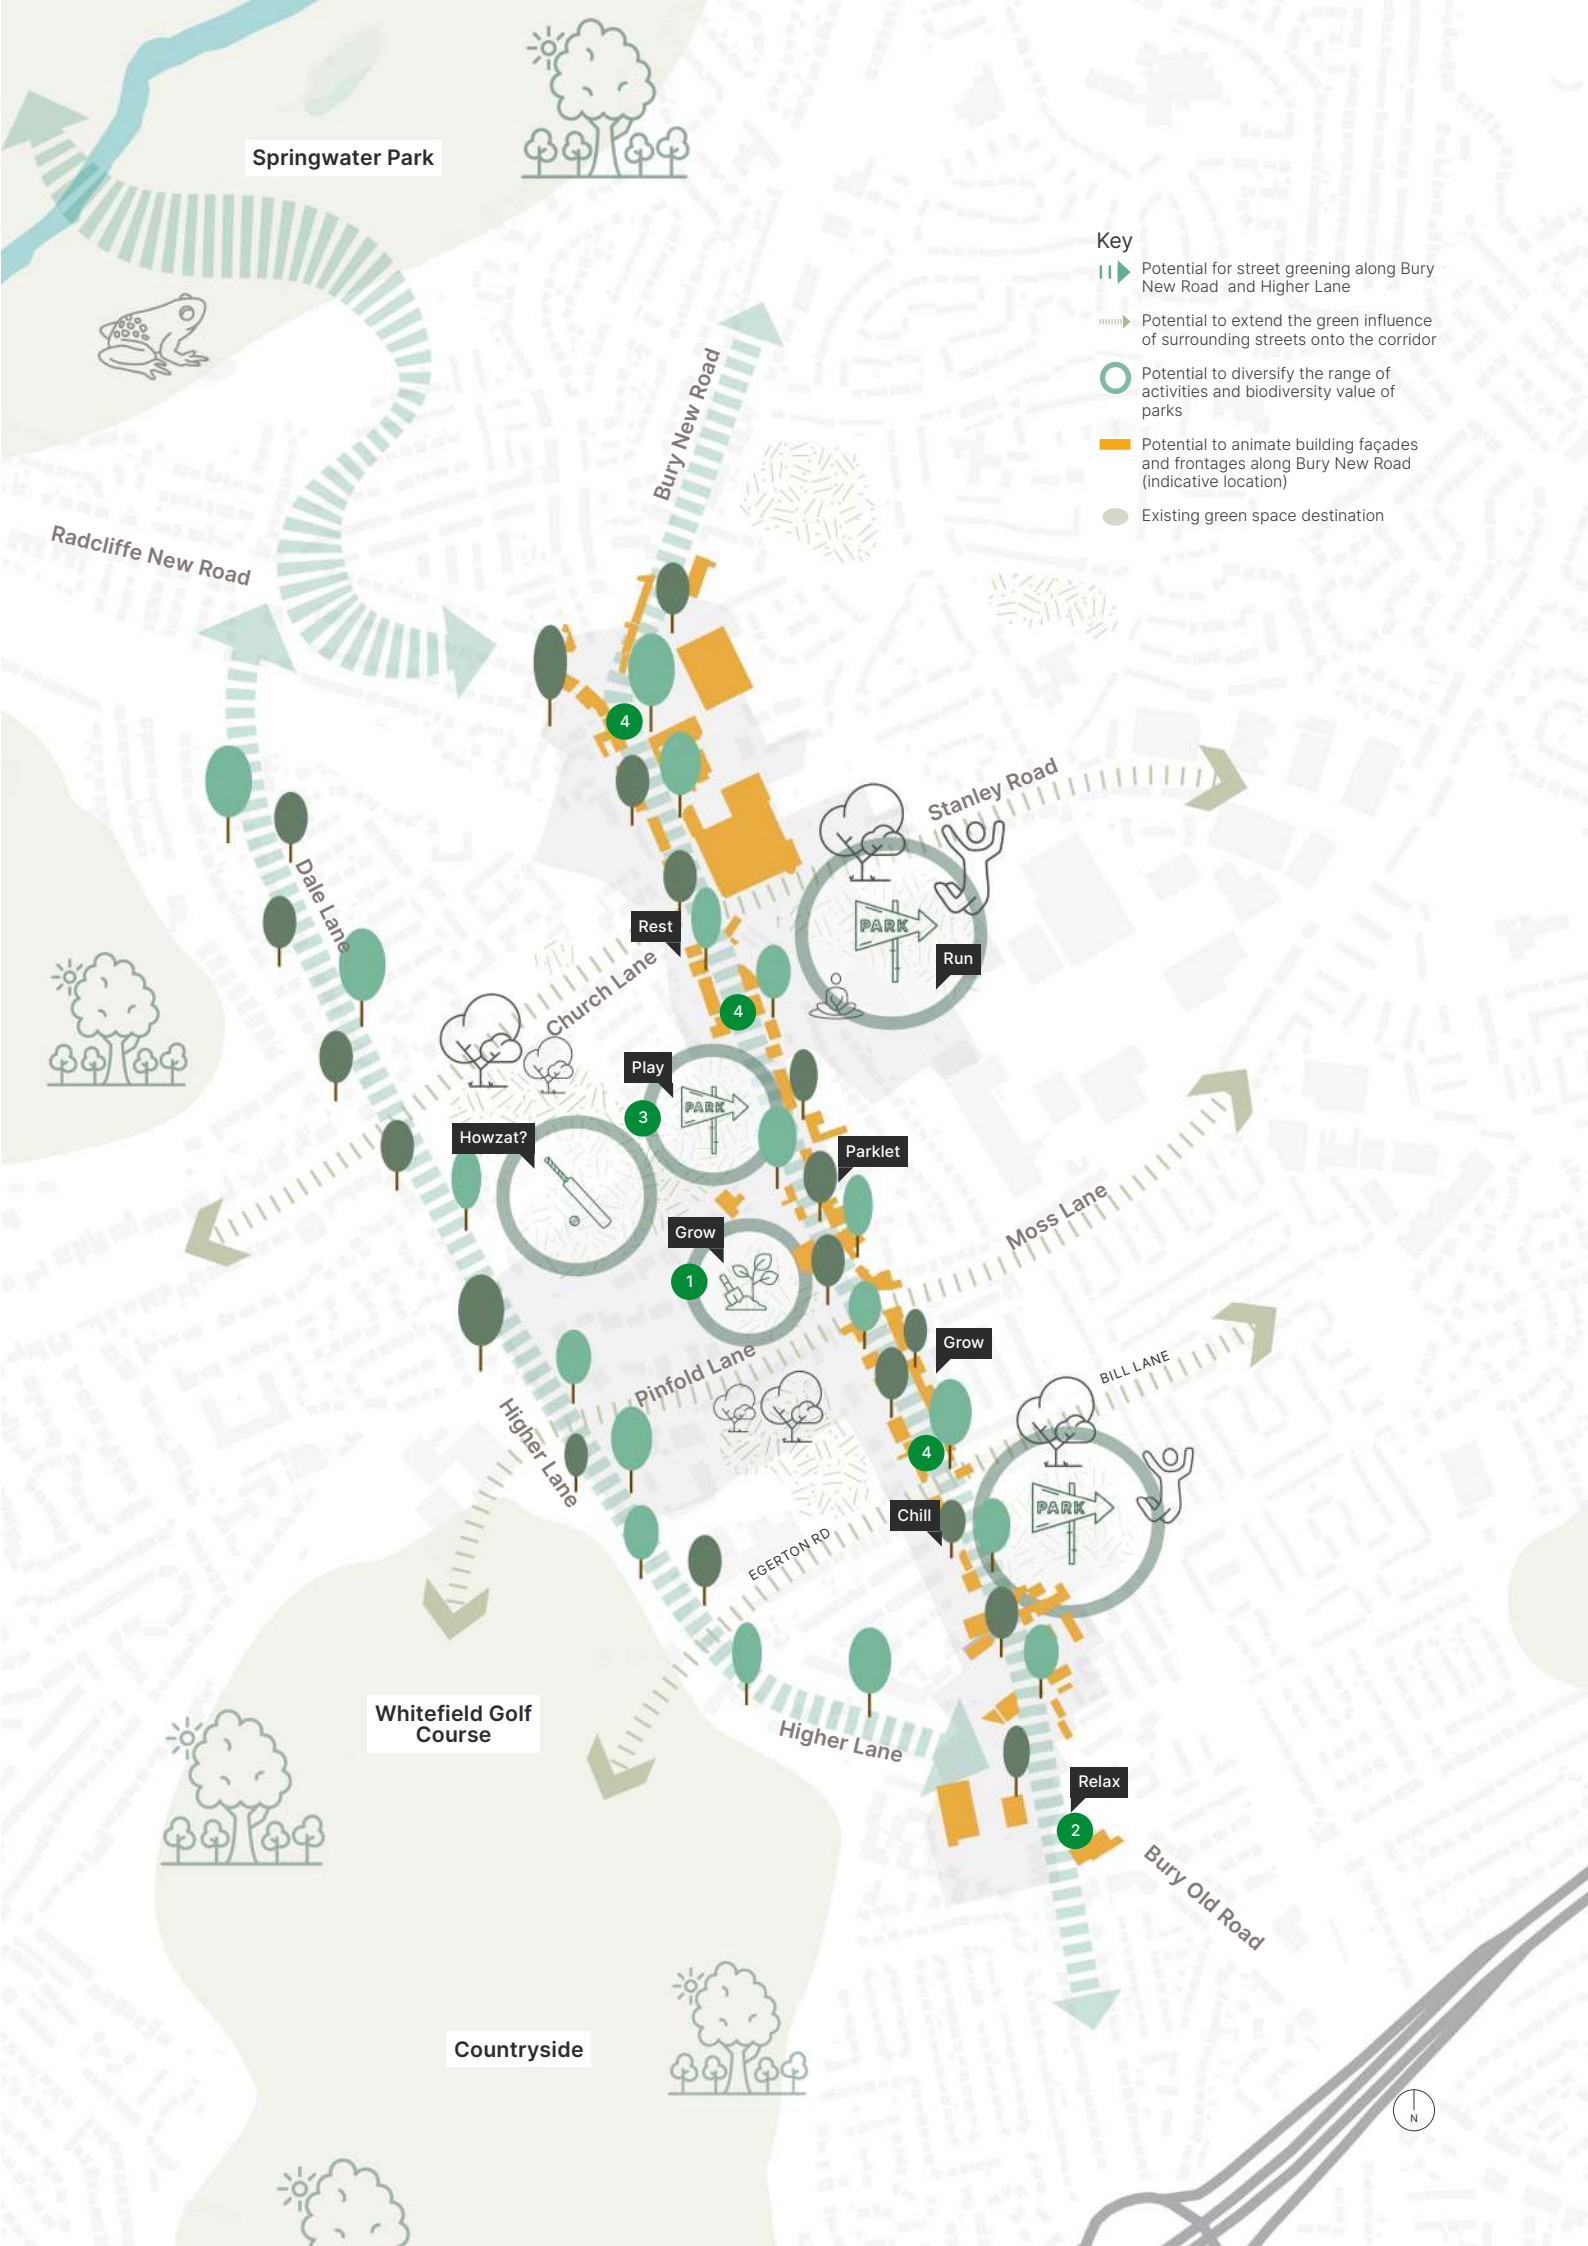 Springwater Park
Key
Potential for street greening along Bury
New Road and Higher Lane
Potential to extend the green influence
of surrounding streets onto the corridor
Potential to diversify the range of
activities and biodiversity value of
parks
Potential to animate building façades
and frontages along Bury New Road
(indicative location)
Existing green space destination
Bury New Road
Radcliffe New Road
4
Stanley Road
Dale Lane
PARK
Rest
Run
Church Lane
4
Play
PARK
3
Howzat?
Parklet
Moss Lane
Grow
1
Grow
Pinfold Lane
BILL LANE
Higher Lane
4
PARK
Chill
EGERTON RD
Whitefield Golf
Course
Higher Lane
Relax
2
Bury Old Road
Countryside
N